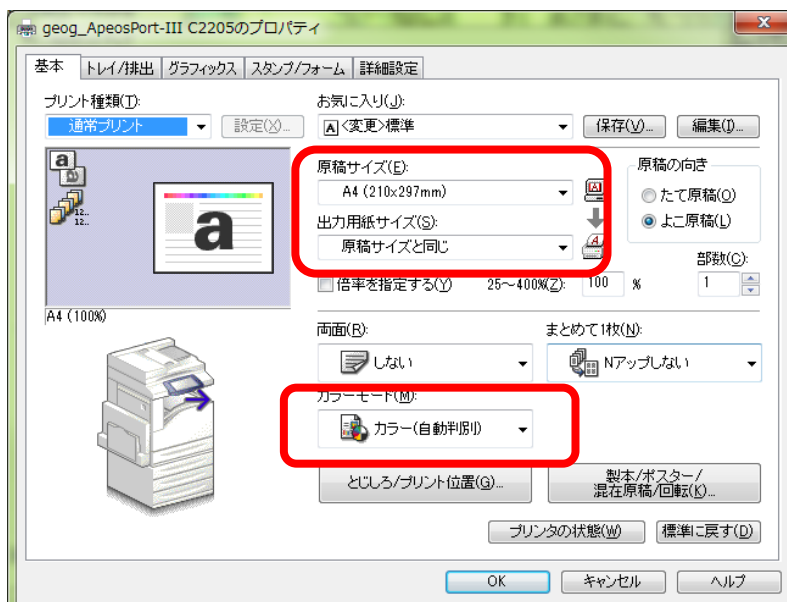 geog_ApeosPort-III C2205のプロパティ
基本 トレイ/排出 グラフィックス スタンプ/フォーム 詳細設定
プリント種類(T):
通常プリント 設定(X)...
お気に入り(J):
A <変更>標準 保存(V)... 編集(I)...
原稿サイズ(E):
A4 (210x297mm)
出力用紙サイズ(S):
原稿サイズと同じ
原稿の向き
たて原稿(O)
よこ原稿(L)
倍率を指定する(Y) 25～400%(Z): 100 %
部数(C):
1
a
12..
12..
a
A4 (100%)
両面(R):
しない
まとめて1枚(N):
Nアップしない
カラーモード(M):
カラー(自動判別)
とじしろ/プリント位置(G)...
製本/ポスター/
混在原稿/回転(K)...
プリンタの状態(W) 標準に戻す(D)
OK キャンセル ヘルプ